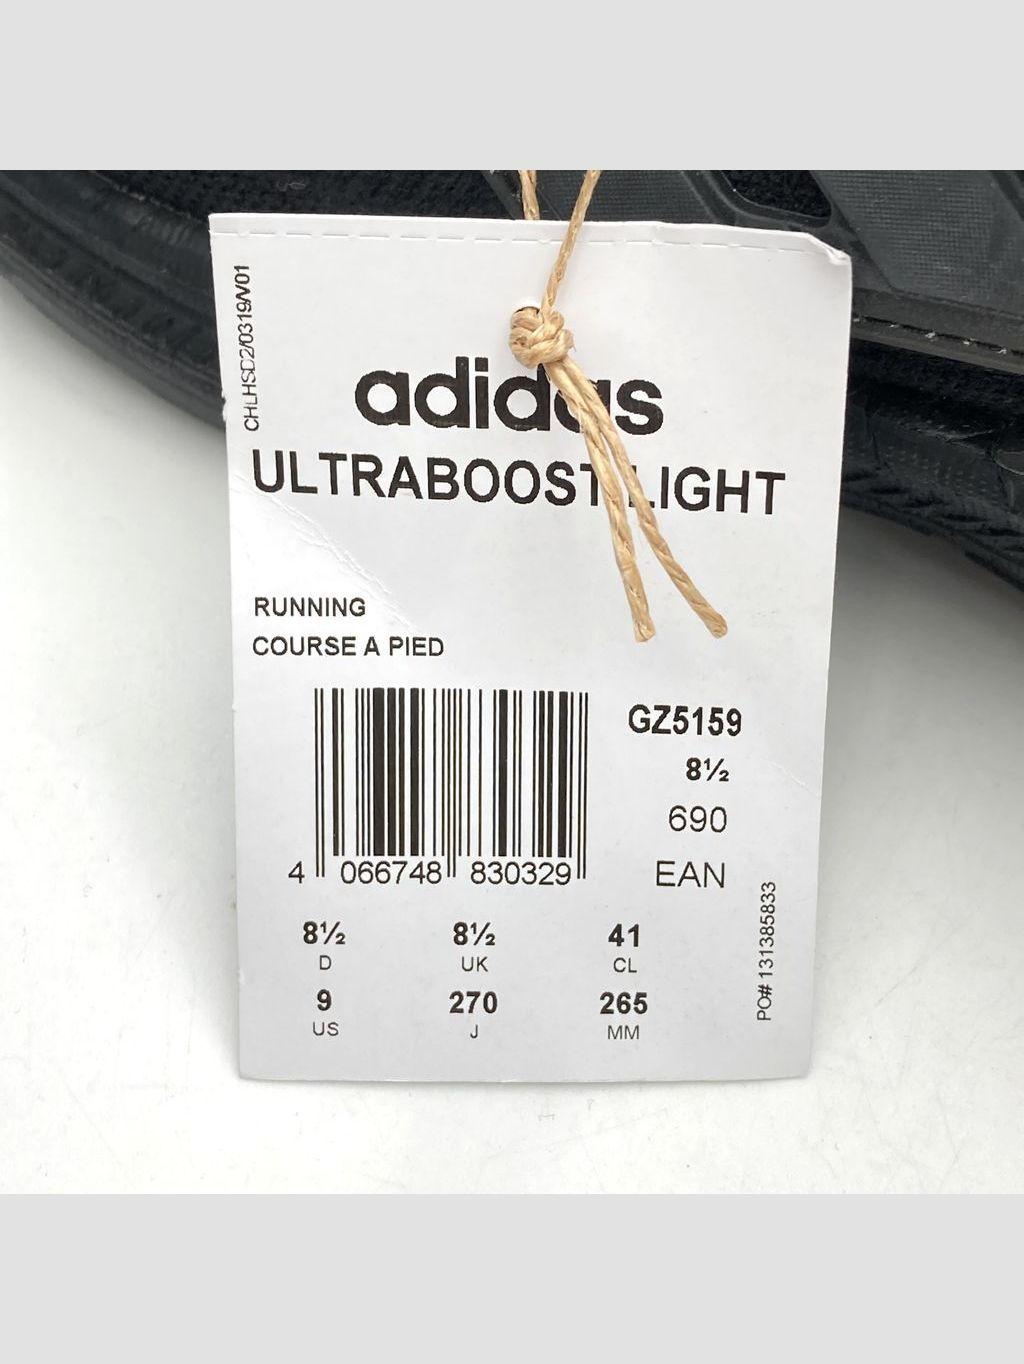 CHLHSD2/0319/V01
adidas
ULTRABOOST LIGHT
RUNNING
COURSE A PIED
GZ5159
8½
690
EAN
4 066748 830329
8½ 8½ 41
D UK CL
9 270 265
US J MM
PO# 131385833